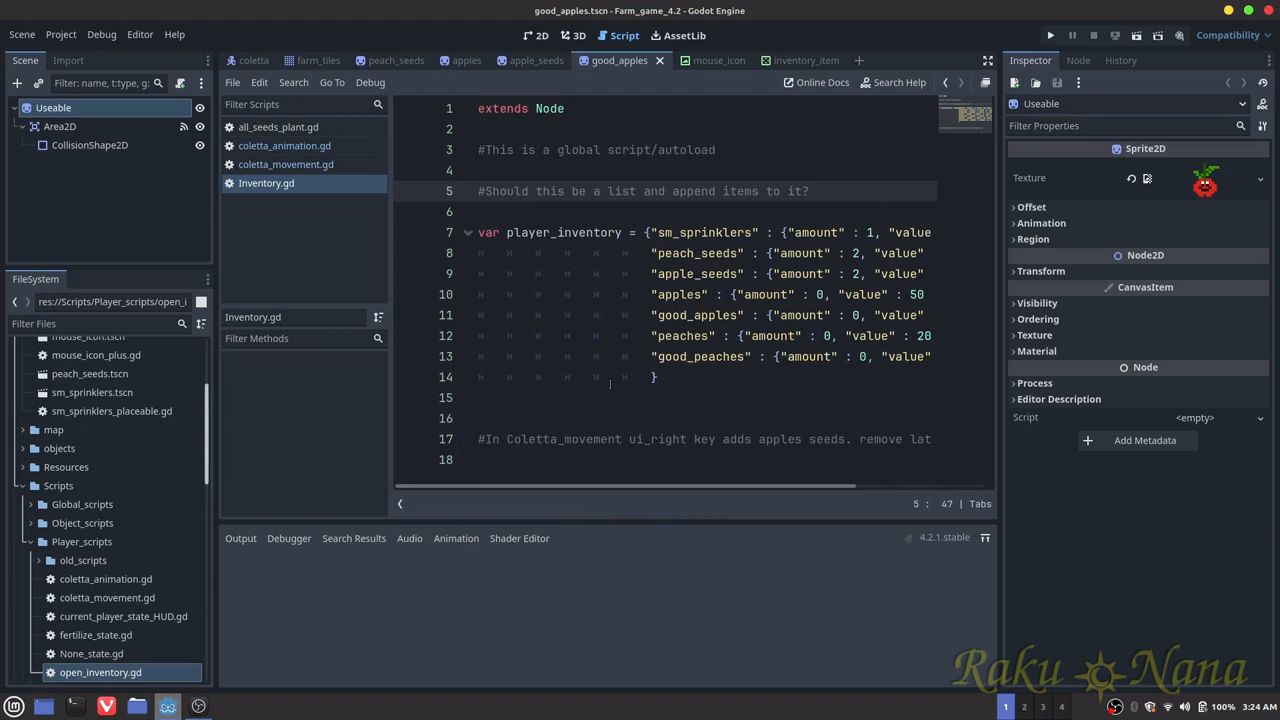 good_apples.tscn - Farm_game_4.2 - Godot Engine
Scene Project Debug Editor Help
2D 3D Script AssetLib
Compatibility
Scene Import
coletta farm_tiles peach_seeds apples apple_seeds good_apples mouse_icon inventory_item
Inspector Node History
Filter: name, t:type, g:
File Edit Search Go To Debug
Online Docs Search Help
Useable
Area2D
CollisionShape2D
Filter Scripts
all_seeds_plant.gd
coletta_animation.gd
coletta_movement.gd
Inventory.gd
Inventory.gd
Filter Methods
1 extends Node
2
3 #This is a global script/autoload
4
5 #Should this be a list and append items to it?
6
7 var player_inventory = {"sm_sprinklers" : {"amount" : 1, "value
8 "peach_seeds" : {"amount" : 2, "value"
9 "apple_seeds" : {"amount" : 2, "value"
10 "apples" : {"amount" : 0, "value" : 50
11 "good_apples" : {"amount" : 0, "value"
12 "peaches" : {"amount" : 0, "value" : 20
13 "good_peaches" : {"amount" : 0, "value"
14 }
15
16
17 #In Coletta_movement ui_right key adds apples seeds. remove lat
18
5 : 47 | Tabs
Useable
Filter Properties
Sprite2D
Texture
Offset
Animation
Region
Node2D
Transform
CanvasItem
Visibility
Ordering
Texture
Material
Node
Process
Editor Description
Script <empty>
Add Metadata
FileSystem
res://Scripts/Player_scripts/open_i
Filter Files
mouse_icon.tscn
mouse_icon_plus.gd
peach_seeds.tscn
sm_sprinklers.tscn
sm_sprinklers_placeable.gd
map
objects
Resources
Scripts
Global_scripts
Object_scripts
Player_scripts
old_scripts
coletta_animation.gd
coletta_movement.gd
current_player_state_HUD.gd
fertilize_state.gd
None_state.gd
open_inventory.gd
Output Debugger Search Results Audio Animation Shader Editor
4.2.1.stable
Raku Nana
1 2 3 4
100% 3:24 AM